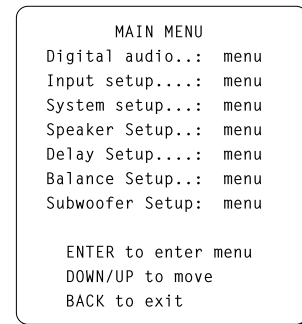 MAIN MENU
Digital audio..: menu
Input setup....: menu
System setup...: menu
Speaker Setup..: menu
Delay Setup....: menu
Balance Setup..: menu
Subwoofer Setup: menu
ENTER to enter menu
DOWN/UP to move
BACK to exit